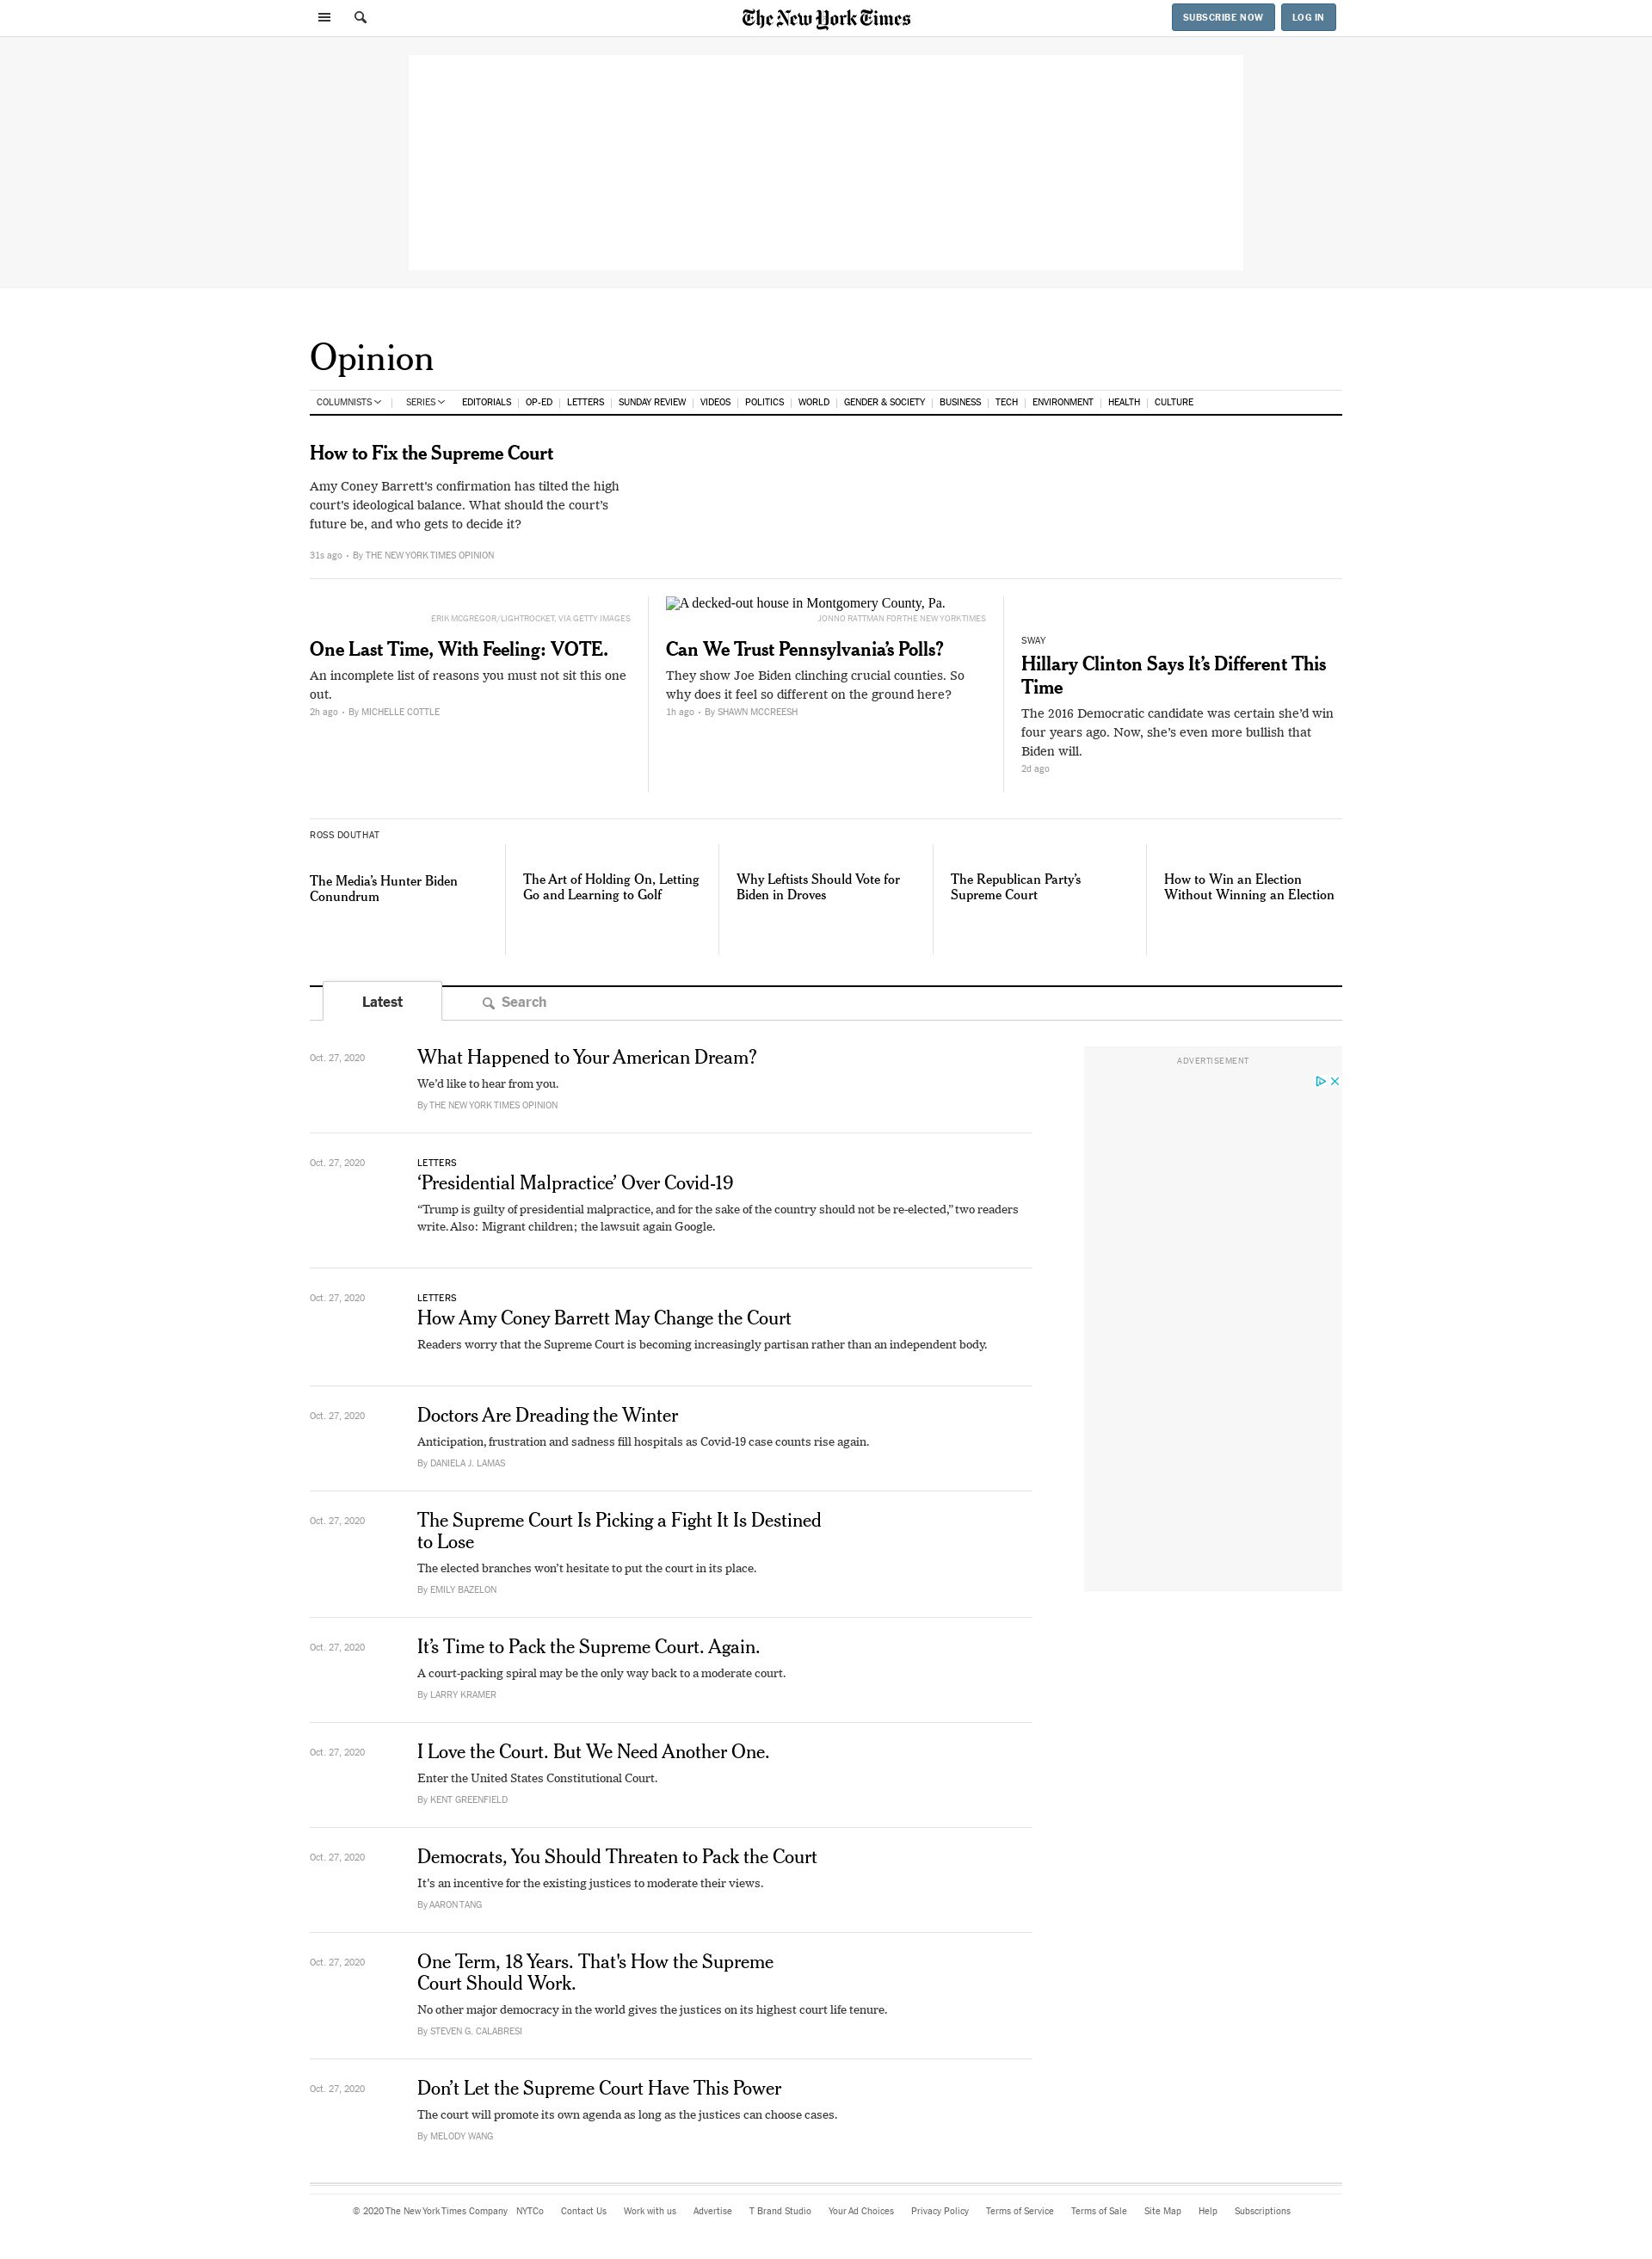 The New York Times
SUBSCRIBE NOW
LOG IN
Opinion
COLUMNISTS
SERIES
EDITORIALS
OP-ED
LETTERS
SUNDAY REVIEW
VIDEOS
POLITICS
WORLD
GENDER & SOCIETY
BUSINESS
TECH
ENVIRONMENT
HEALTH
CULTURE
How to Fix the Supreme Court
Amy Coney Barrett's confirmation has tilted the high
court's ideological balance. What should the court's
future be, and who gets to decide it?
31s ago • By THE NEW YORK TIMES OPINION
ERIK MCGREGOR/LIGHTROCKET, VIA GETTY IMAGES
One Last Time, With Feeling: VOTE.
An incomplete list of reasons you must not sit this one
out.
2h ago • By MICHELLE COTTLE
A decked-out house in Montgomery County, Pa.
JONNO RATTMAN FOR THE NEW YORK TIMES
Can We Trust Pennsylvania’s Polls?
They show Joe Biden clinching crucial counties. So
why does it feel so different on the ground here?
1h ago • By SHAWN MCCREESH
SWAY
Hillary Clinton Says It’s Different This
Time
The 2016 Democratic candidate was certain she’d win
four years ago. Now, she’s even more bullish that
Biden will.
2d ago
ROSS DOUTHAT
The Media’s Hunter Biden
Conundrum
The Art of Holding On, Letting
Go and Learning to Golf
Why Leftists Should Vote for
Biden in Droves
The Republican Party’s
Supreme Court
How to Win an Election
Without Winning an Election
Latest
Search
Oct. 27, 2020
What Happened to Your American Dream?
We’d like to hear from you.
By THE NEW YORK TIMES OPINION
ADVERTISEMENT
Oct. 27, 2020
LETTERS
‘Presidential Malpractice’ Over Covid-19
“Trump is guilty of presidential malpractice, and for the sake of the country should not be re-elected,” two readers
write. Also: Migrant children; the lawsuit again Google.
Oct. 27, 2020
LETTERS
How Amy Coney Barrett May Change the Court
Readers worry that the Supreme Court is becoming increasingly partisan rather than an independent body.
Oct. 27, 2020
Doctors Are Dreading the Winter
Anticipation, frustration and sadness fill hospitals as Covid-19 case counts rise again.
By DANIELA J. LAMAS
Oct. 27, 2020
The Supreme Court Is Picking a Fight It Is Destined
to Lose
The elected branches won’t hesitate to put the court in its place.
By EMILY BAZELON
Oct. 27, 2020
It’s Time to Pack the Supreme Court. Again.
A court-packing spiral may be the only way back to a moderate court.
By LARRY KRAMER
Oct. 27, 2020
I Love the Court. But We Need Another One.
Enter the United States Constitutional Court.
By KENT GREENFIELD
Oct. 27, 2020
Democrats, You Should Threaten to Pack the Court
It’s an incentive for the existing justices to moderate their views.
By AARON TANG
Oct. 27, 2020
One Term, 18 Years. That's How the Supreme
Court Should Work.
No other major democracy in the world gives the justices on its highest court life tenure.
By STEVEN G. CALABRESI
Oct. 27, 2020
Don’t Let the Supreme Court Have This Power
The court will promote its own agenda as long as the justices can choose cases.
By MELODY WANG
© 2020 The New York Times Company
NYTCo
Contact Us
Work with us
Advertise
T Brand Studio
Your Ad Choices
Privacy Policy
Terms of Service
Terms of Sale
Site Map
Help
Subscriptions